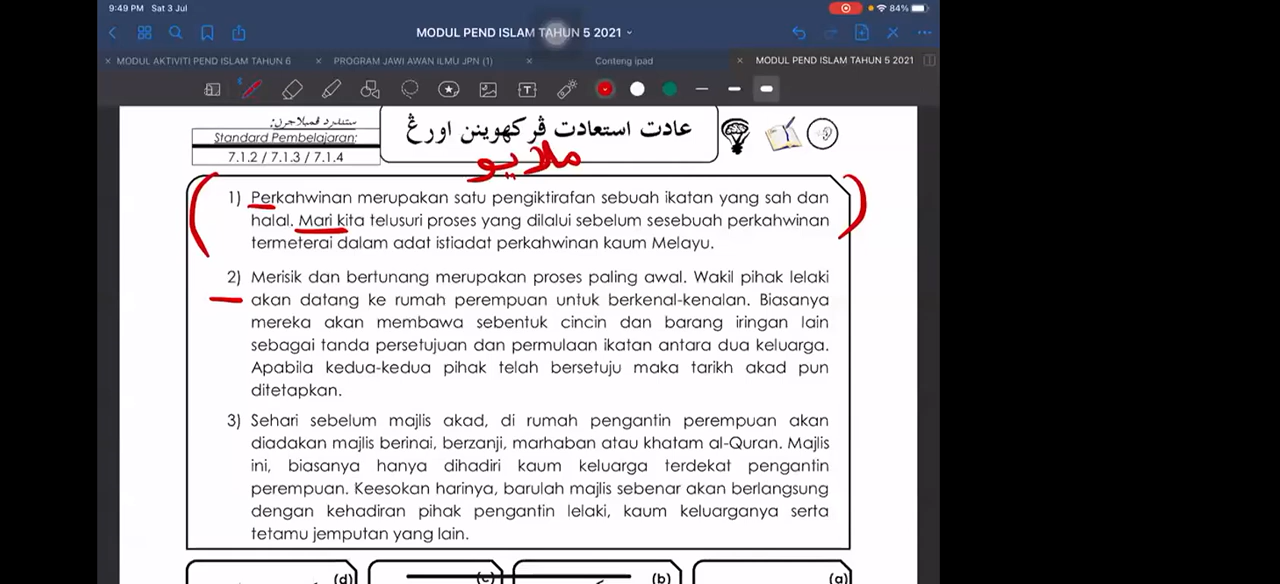 9:49 PM Sat 3 Jul
84%
MODUL PEND ISLAM TAHUN 5 2021
MODUL AKTIVITI PEND ISLAM TAHUN 6
PROGRAM JAWI AWAN ILMU JPN (1)
Conteng ipad
MODUL PEND ISLAM TAHUN 5 2021
ستندرد ڤمبلاجرن:
Standard Pembelajaran:
7.1.2 / 7.1.3 / 7.1.4
عادت استعادت ڤركهوينن اورڠ
ملايو
1) Perkahwinan merupakan satu pengiktirafan sebuah ikatan yang sah dan
halal. Mari kita telusuri proses yang dilalui sebelum sesebuah perkahwinan
termeterai dalam adat istiadat perkahwinan kaum Melayu.
2) Merisik dan bertunang merupakan proses paling awal. Wakil pihak lelaki
akan datang ke rumah perempuan untuk berkenal-kenalan. Biasanya
mereka akan membawa sebentuk cincin dan barang iringan lain
sebagai tanda persetujuan dan permulaan ikatan antara dua keluarga.
Apabila kedua-kedua pihak telah bersetuju maka tarikh akad pun
ditetapkan.
3) Sehari sebelum majlis akad, di rumah pengantin perempuan akan
diadakan majlis berinai, berzanji, marhaban atau khatam al-Quran. Majlis
ini, biasanya hanya dihadiri kaum keluarga terdekat pengantin
perempuan. Keesokan harinya, barulah majlis sebenar akan berlangsung
dengan kehadiran pihak pengantin lelaki, kaum keluarganya serta
tetamu jemputan yang lain.
(d) (c) (b) (a)